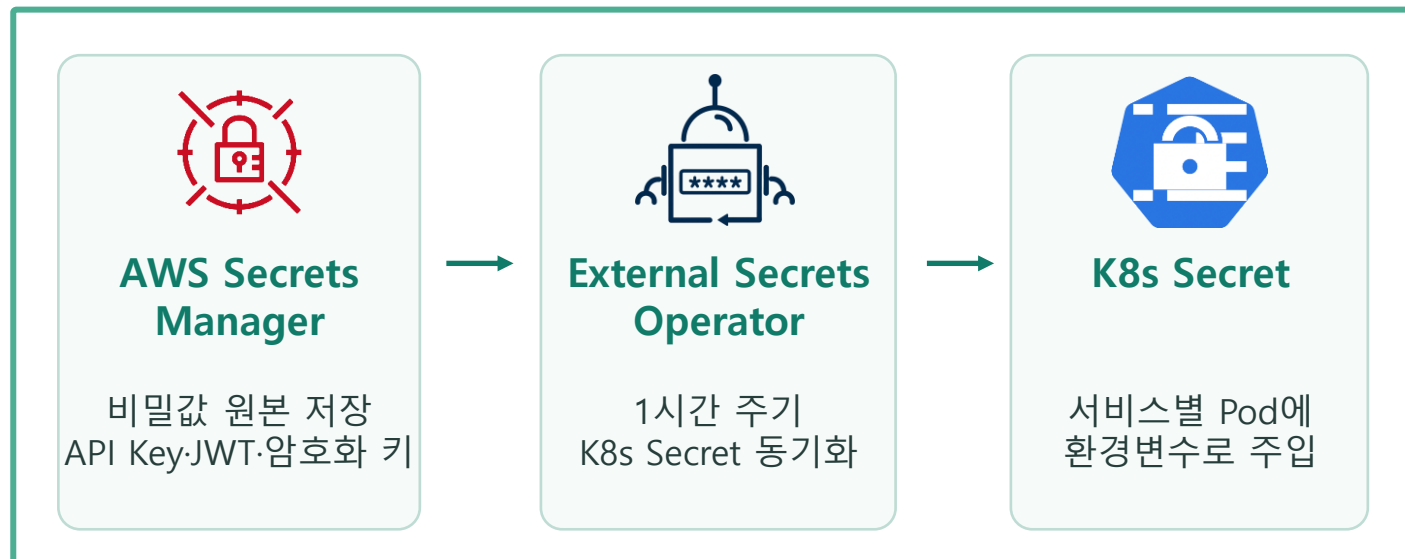 ****
AWS Secrets
Manager
비밀값 원본 저장
API Key·JWT·암호화 키
External Secrets
Operator
1시간 주기
K8s Secret 동기화
K8s Secret
서비스별 Pod에
환경변수로 주입